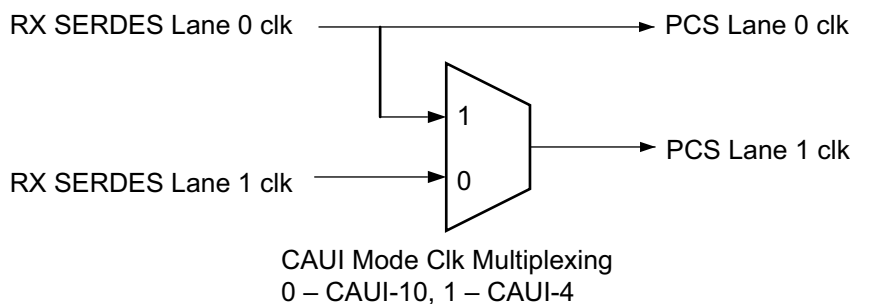 RX SERDES Lane 0 clk
PCS Lane 0 clk
1
PCS Lane 1 clk
RX SERDES Lane 1 clk
0
CAUI Mode Clk Multiplexing
0 – CAUI-10, 1 – CAUI-4